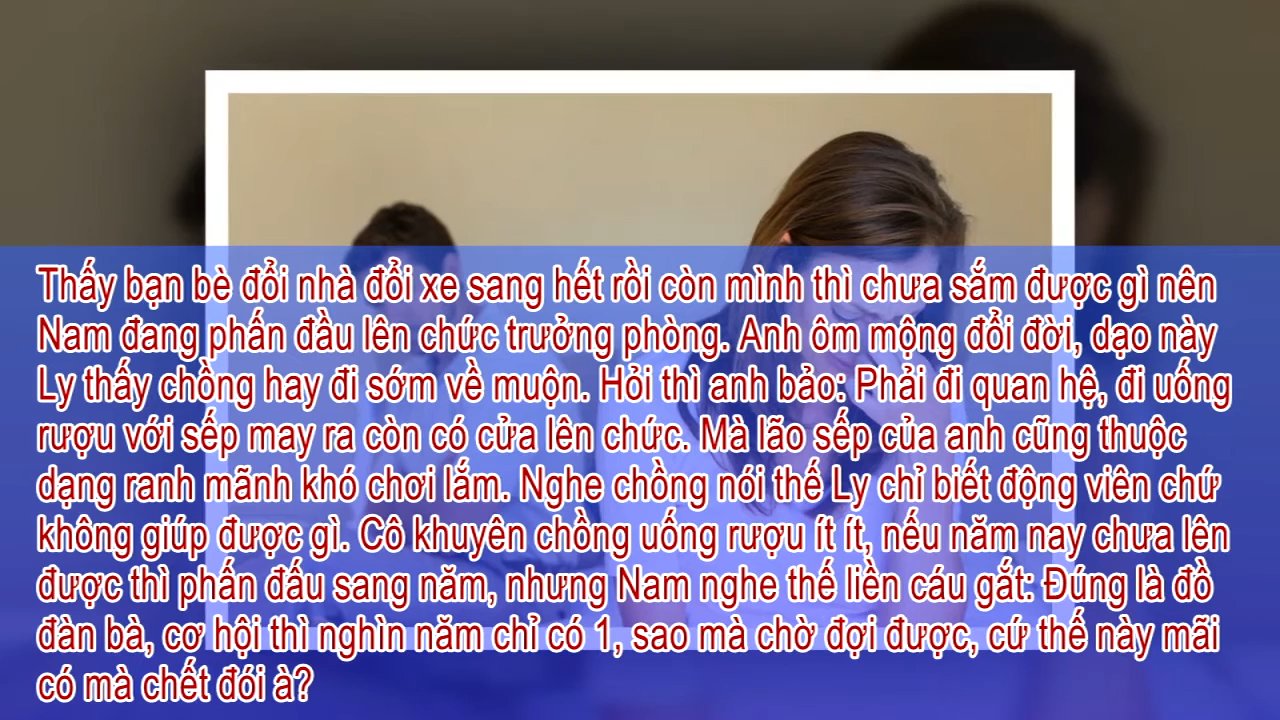 Thấy bạn bè đổi nhà đổi xe sang hết rồi còn mình thì chưa sắm được gì nên
Nam đang phấn đầu lên chức trưởng phòng. Anh ôm mộng đổi đời, dạo này
Ly thấy chồng hay đi sớm về muộn. Hỏi thì anh bảo: Phải đi quan hệ, đi uống
rượu với sếp may ra còn có cửa lên chức. Mà lão sếp của anh cũng thuộc
dạng ranh mãnh khó chơi lắm. Nghe chồng nói thế Ly chỉ biết động viên chứ
không giúp được gì. Cô khuyên chồng uống rượu ít ít, nếu năm nay chưa lên
được thì phấn đấu sang năm, nhưng Nam nghe thế liền cáu gắt: Đúng là đồ
đàn bà, cơ hội thì nghìn năm chỉ có 1, sao mà chờ đợi được, cứ thế này mãi
có mà chết đói à?